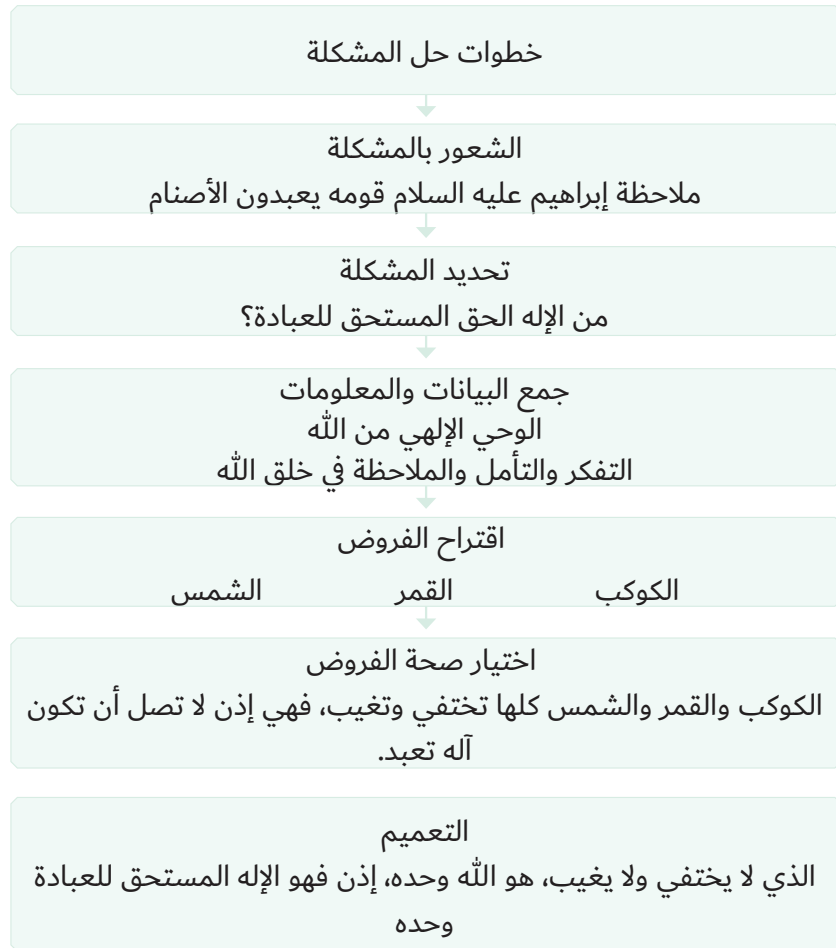 خطوات حل المشكلة
الشعور بالمشكلة
ملاحظة إبراهيم عليه السلام قومه يعبدون الأصنام
تحديد المشكلة
من الإله الحق المستحق للعبادة؟
جمع البيانات والمعلومات
الوحي الإلهي من الله
التفكر والتأمل والملاحظة في خلق الله
اقتراح الفروض
الكوكب القمر الشمس
اختيار صحة الفروض
الكوكب والقمر والشمس كلها تختفي وتغيب، فهي إذن لا تصل أن تكون
آله تعبد.
التعميم
الذي لا يختفي ولا يغيب، هو الله وحده، إذن فهو الإله المستحق للعبادة
وحده